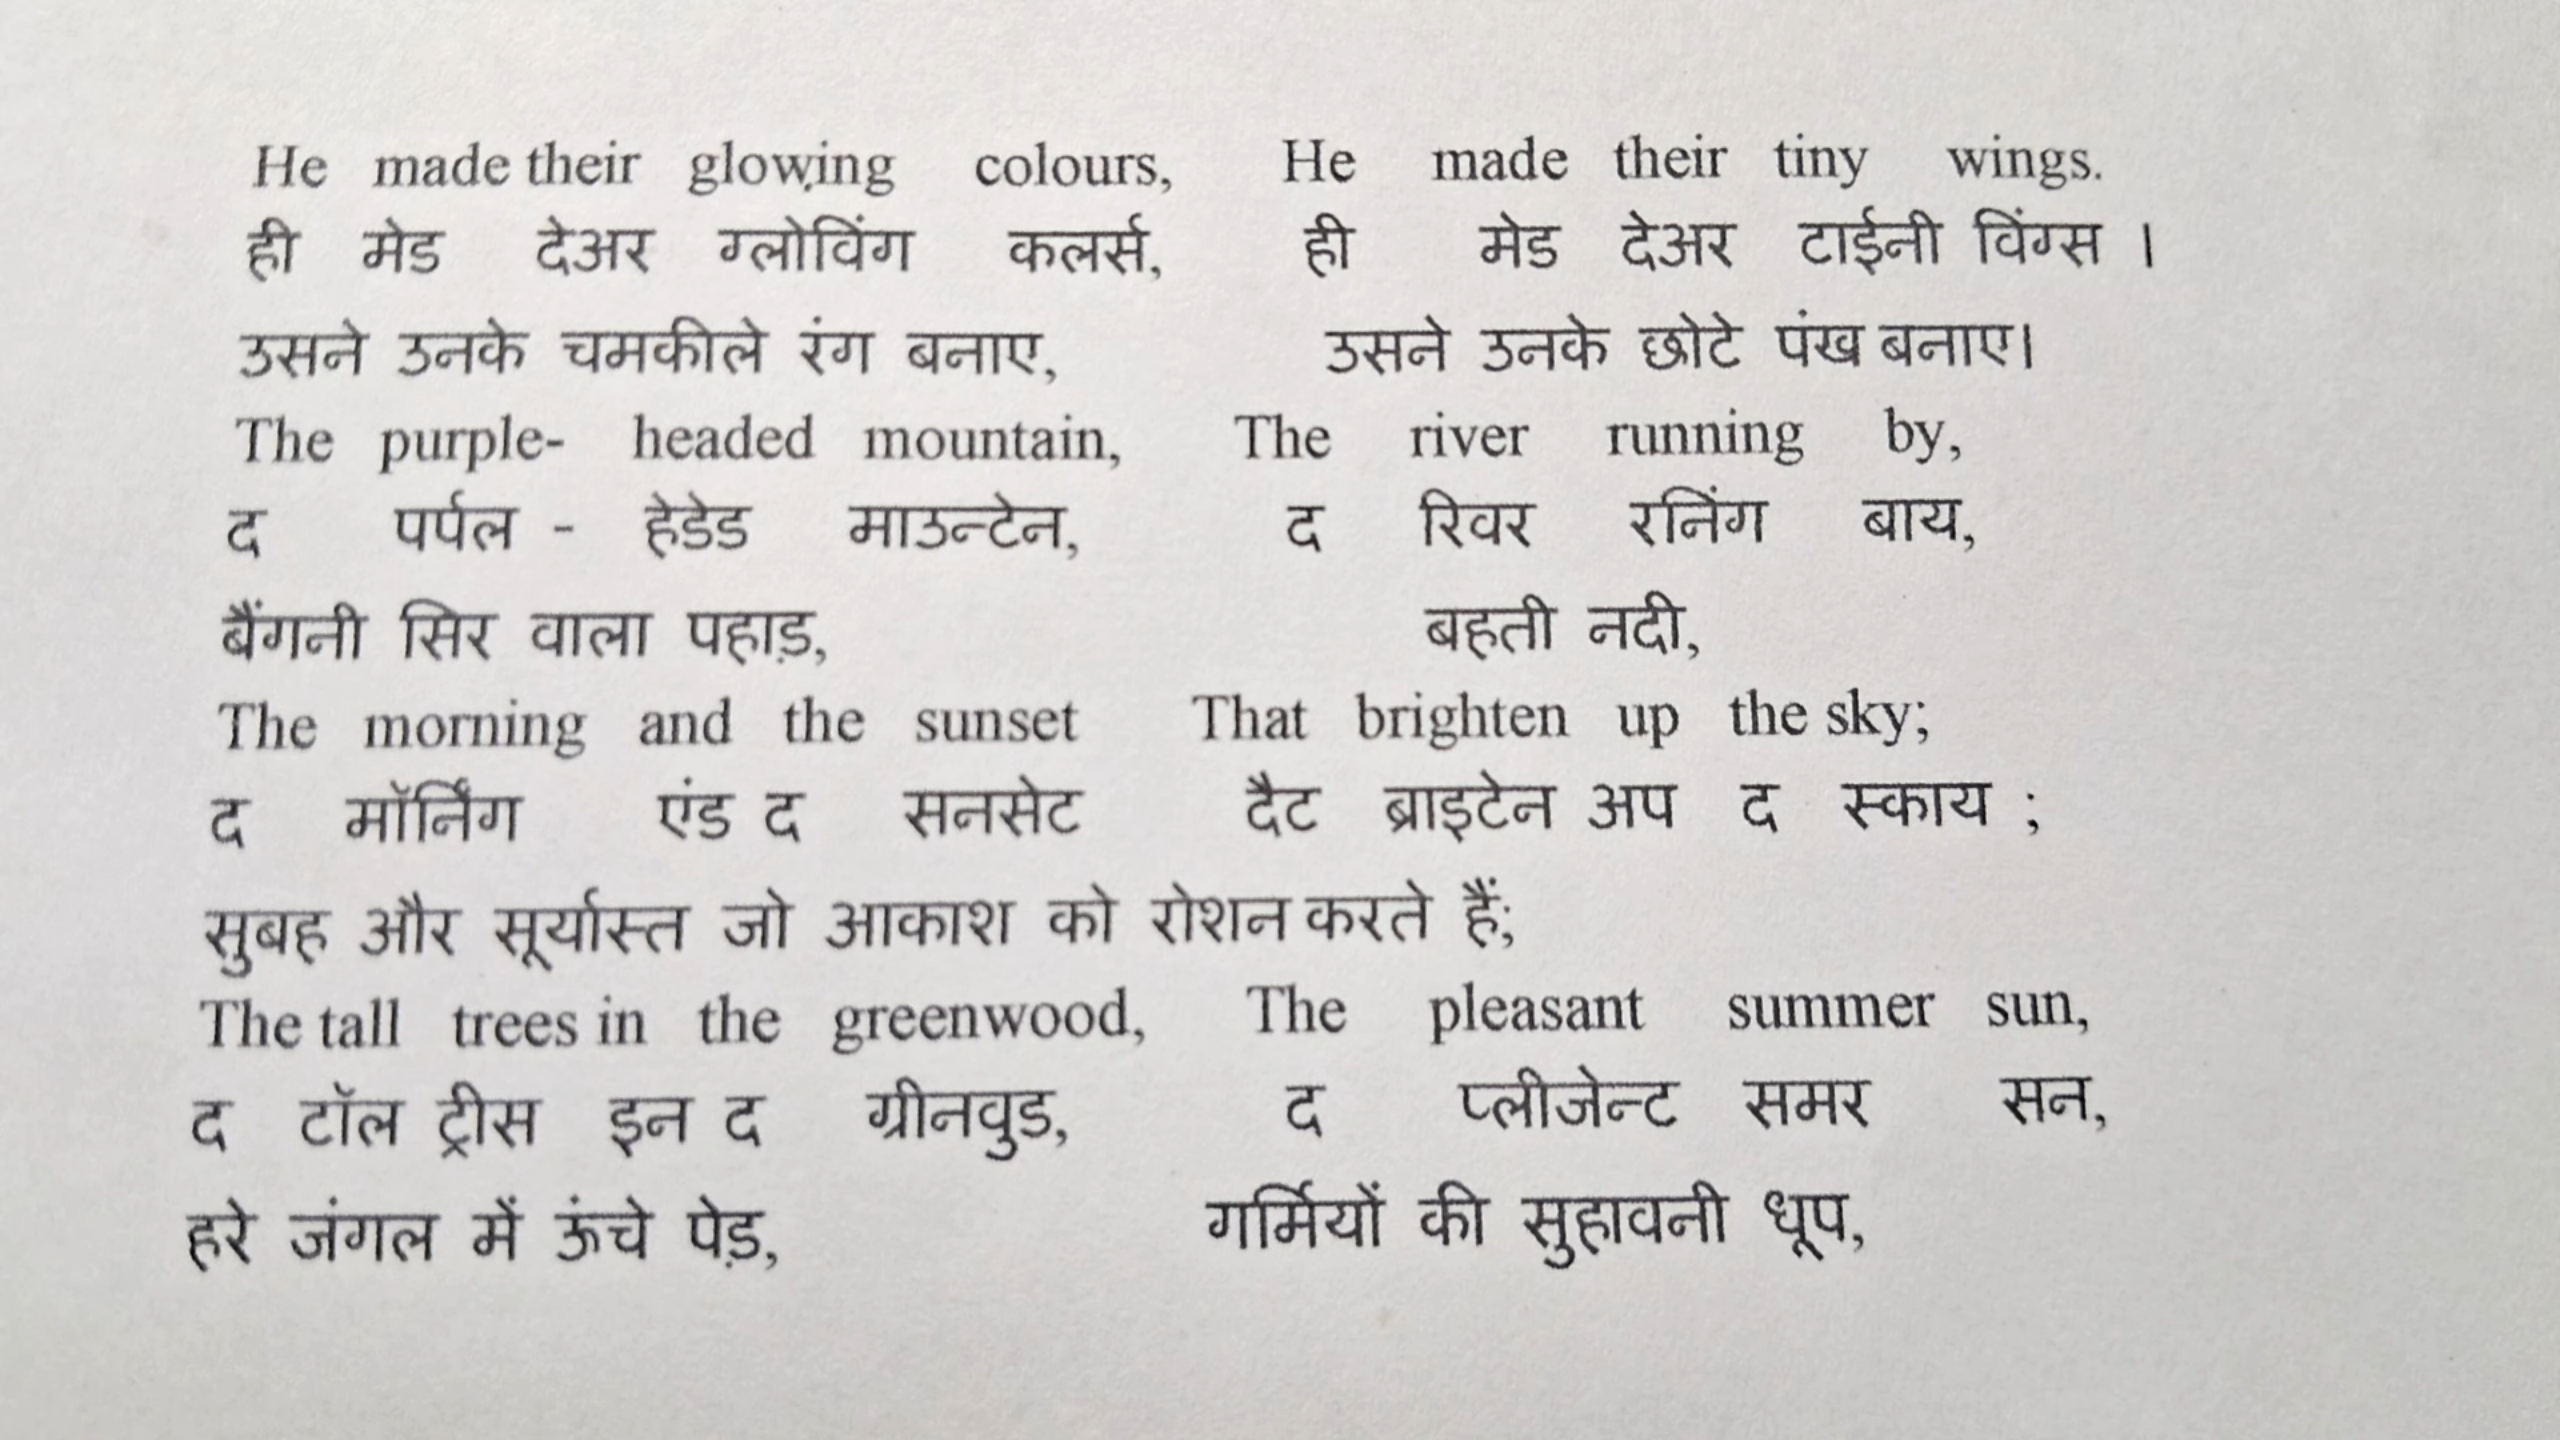 He made their glowing colours, He made their tiny wings.
ही मेड देअर ग्लोविंग कलर्स, ही मेड देअर टाईनी विंग्स ।
उसने उनके चमकीले रंग बनाए, उसने उनके छोटे पंख बनाए।
The purple- headed mountain, The river running by,
द पर्पल - हेडेड माउन्टेन, द रिवर रनिंग बाय,
बैंगनी सिर वाला पहाड़, बहती नदी,
The morning and the sunset That brighten up the sky;
द मॉर्निंग एंड द सनसेट दैट ब्राइटेन अप द स्काय ;
सुबह और सूर्यास्त जो आकाश को रोशन करते हैं;
The tall trees in the greenwood, The pleasant summer sun,
द टॉल ट्रीस इन द ग्रीनवुड, द प्लीजेन्ट समर सन,
हरे जंगल में ऊंचे पेड़, गर्मियों की सुहावनी धूप,